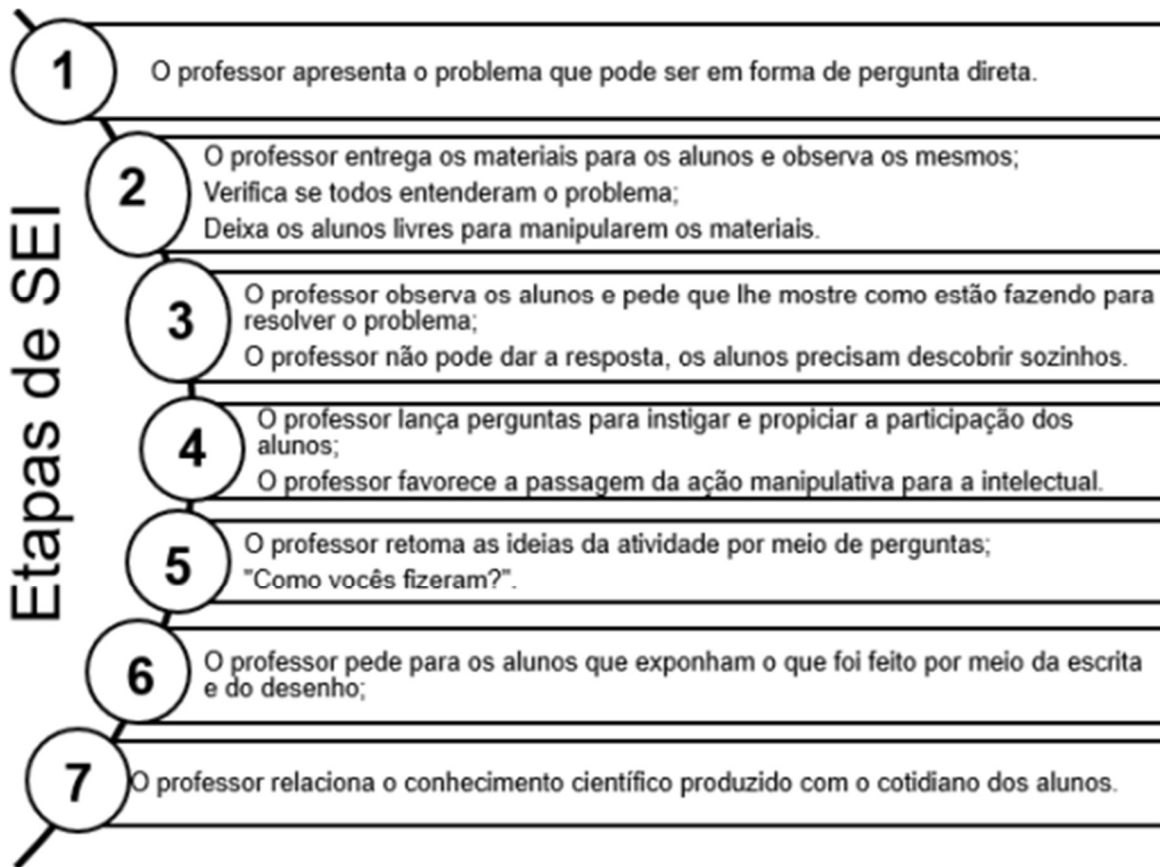 Etapas de SEI
1
O professor apresenta o problema que pode ser em forma de pergunta direta.
2
O professor entrega os materiais para os alunos e observa os mesmos;
Verifica se todos entenderam o problema;
Deixa os alunos livres para manipularem os materiais.
3
O professor observa os alunos e pede que lhe mostre como estão fazendo para
resolver o problema;
O professor não pode dar a resposta, os alunos precisam descobrir sozinhos.
4
O professor lança perguntas para instigar e propiciar a participação dos
alunos;
O professor favorece a passagem da ação manipulativa para a intelectual.
5
O professor retoma as ideias da atividade por meio de perguntas;
"Como vocês fizeram?".
6
O professor pede para os alunos que exponham o que foi feito por meio da escrita
e do desenho;
7
O professor relaciona o conhecimento científico produzido com o cotidiano dos alunos.